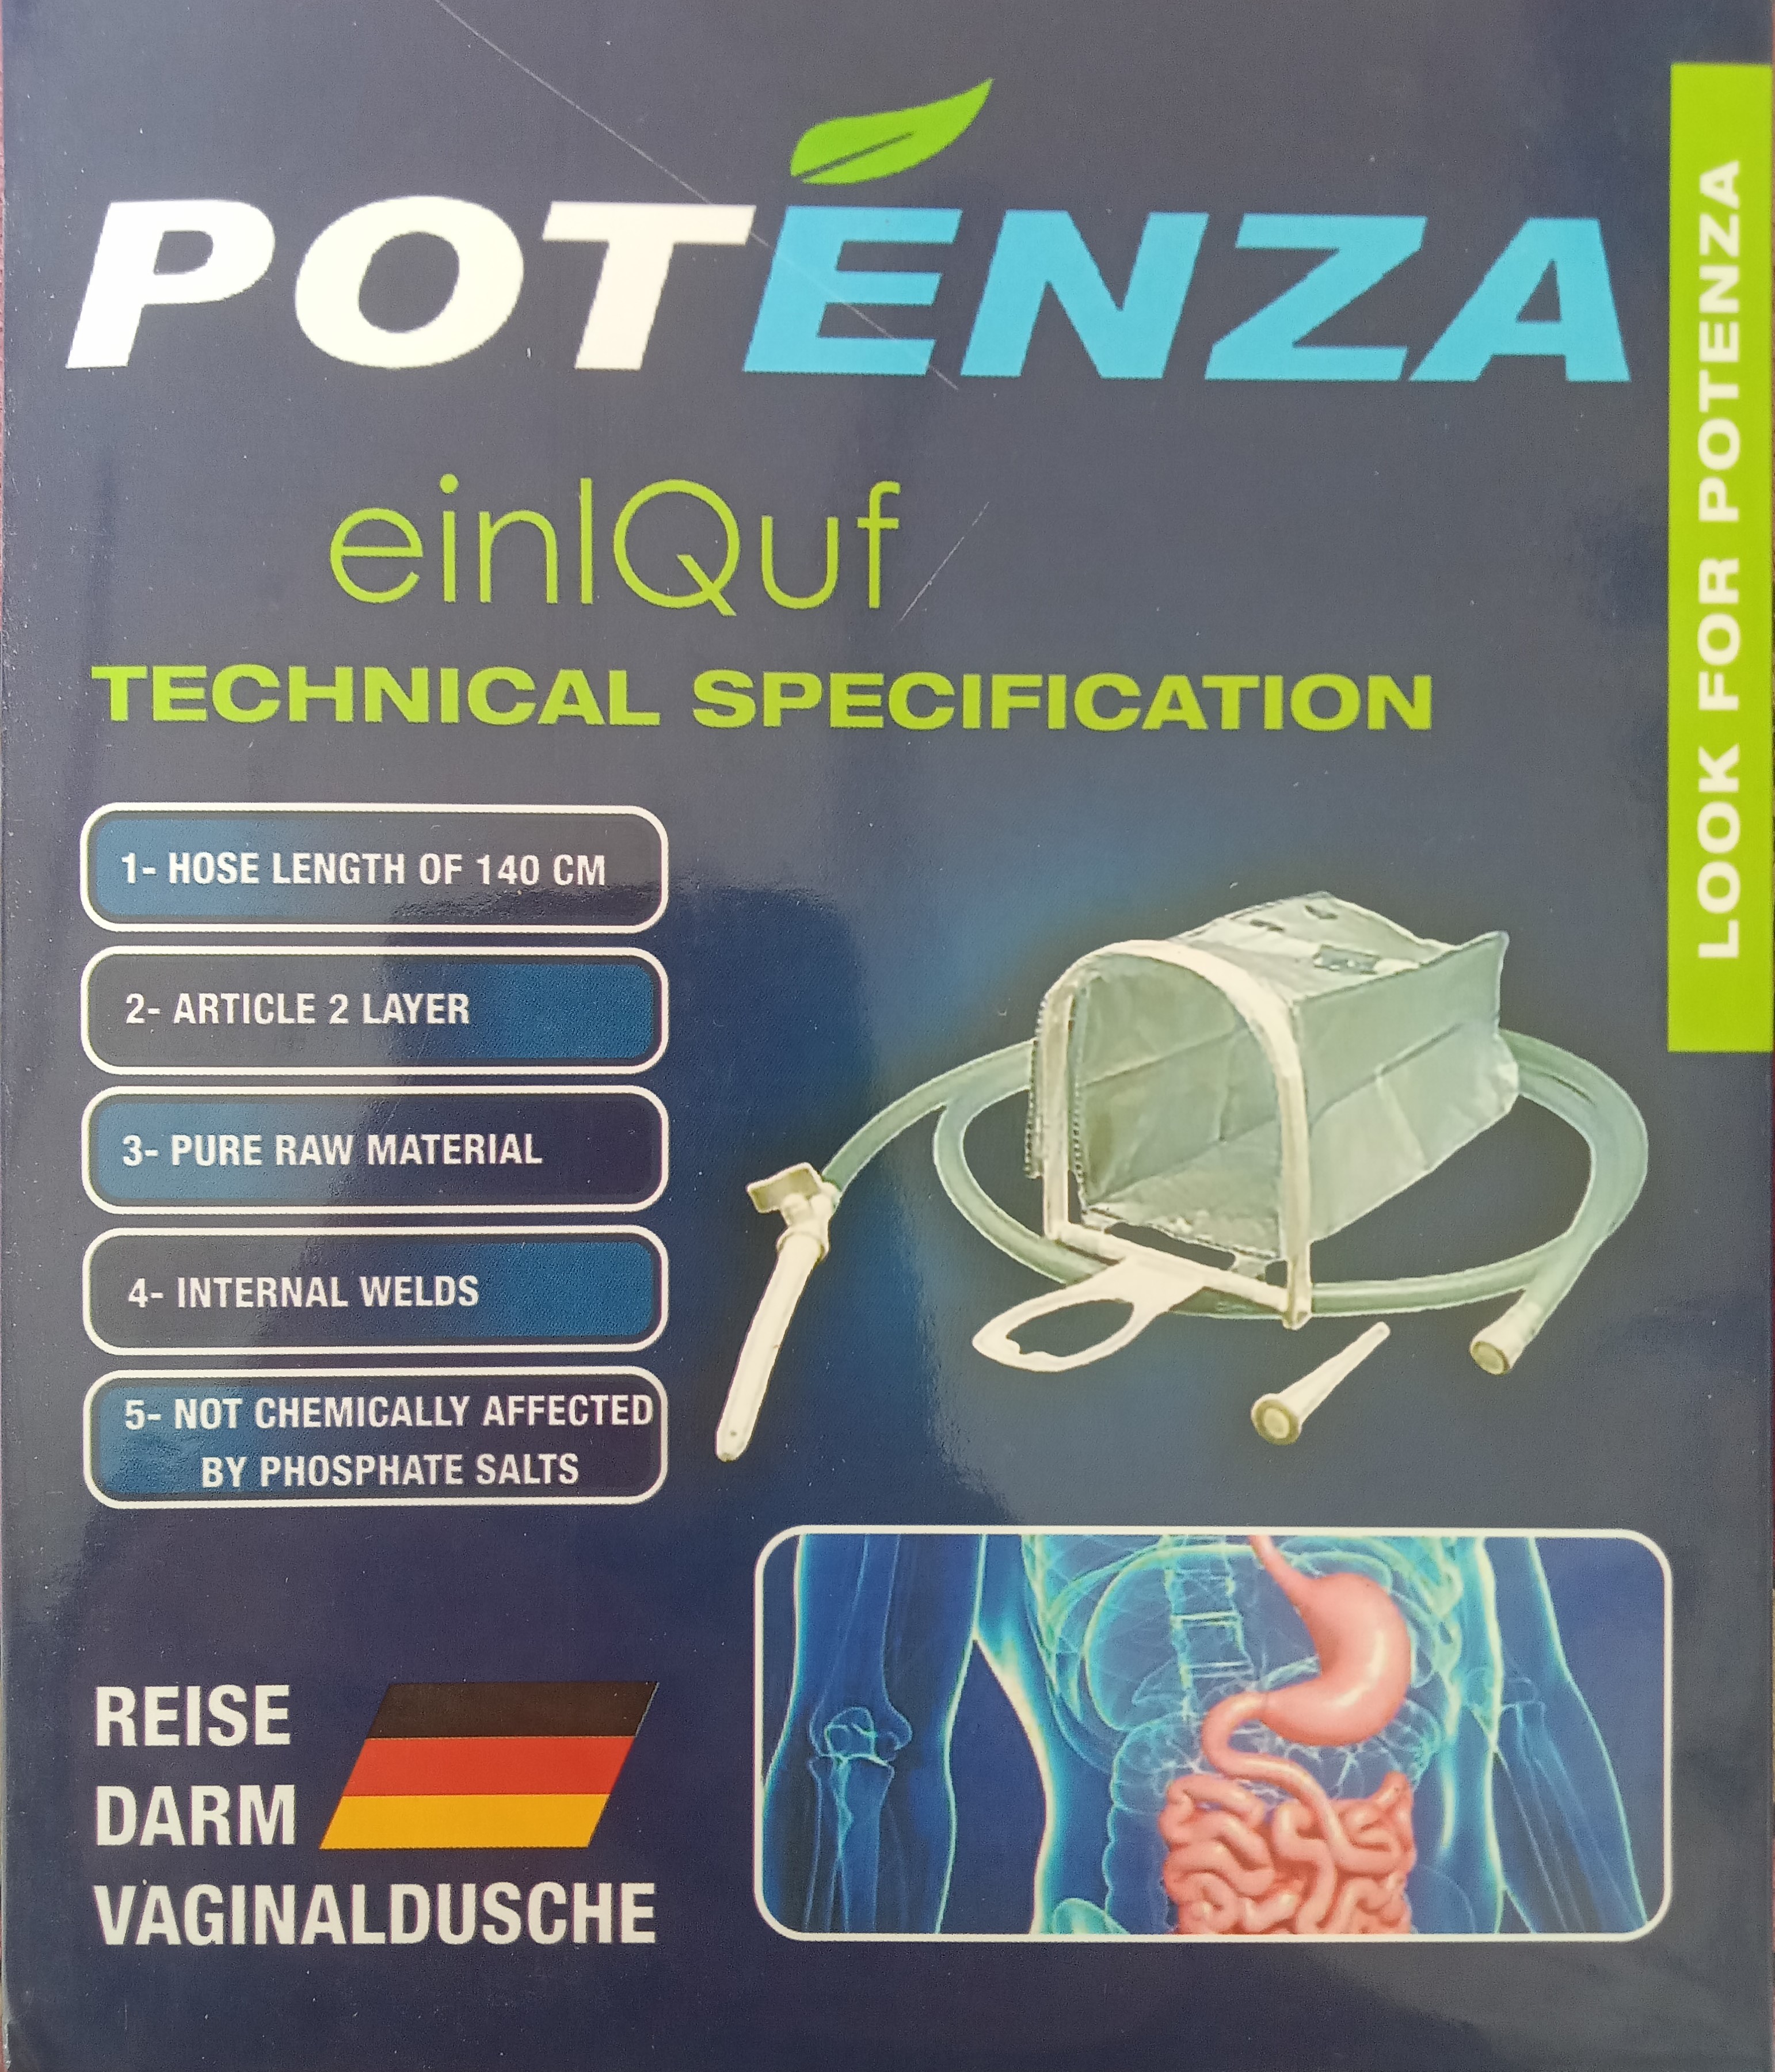 POTENZA
einIQuf
TECHNICAL SPECIFICATION
1- HOSE LENGTH OF 140 CM
2- ARTICLE 2 LAYER
3- PURE RAW MATERIAL
4- INTERNAL WELDS
5- NOT CHEMICALLY AFFECTED
BY PHOSPHATE SALTS
REISE
DARM
VAGINALDUSCHE
LOOK FOR POTENZA